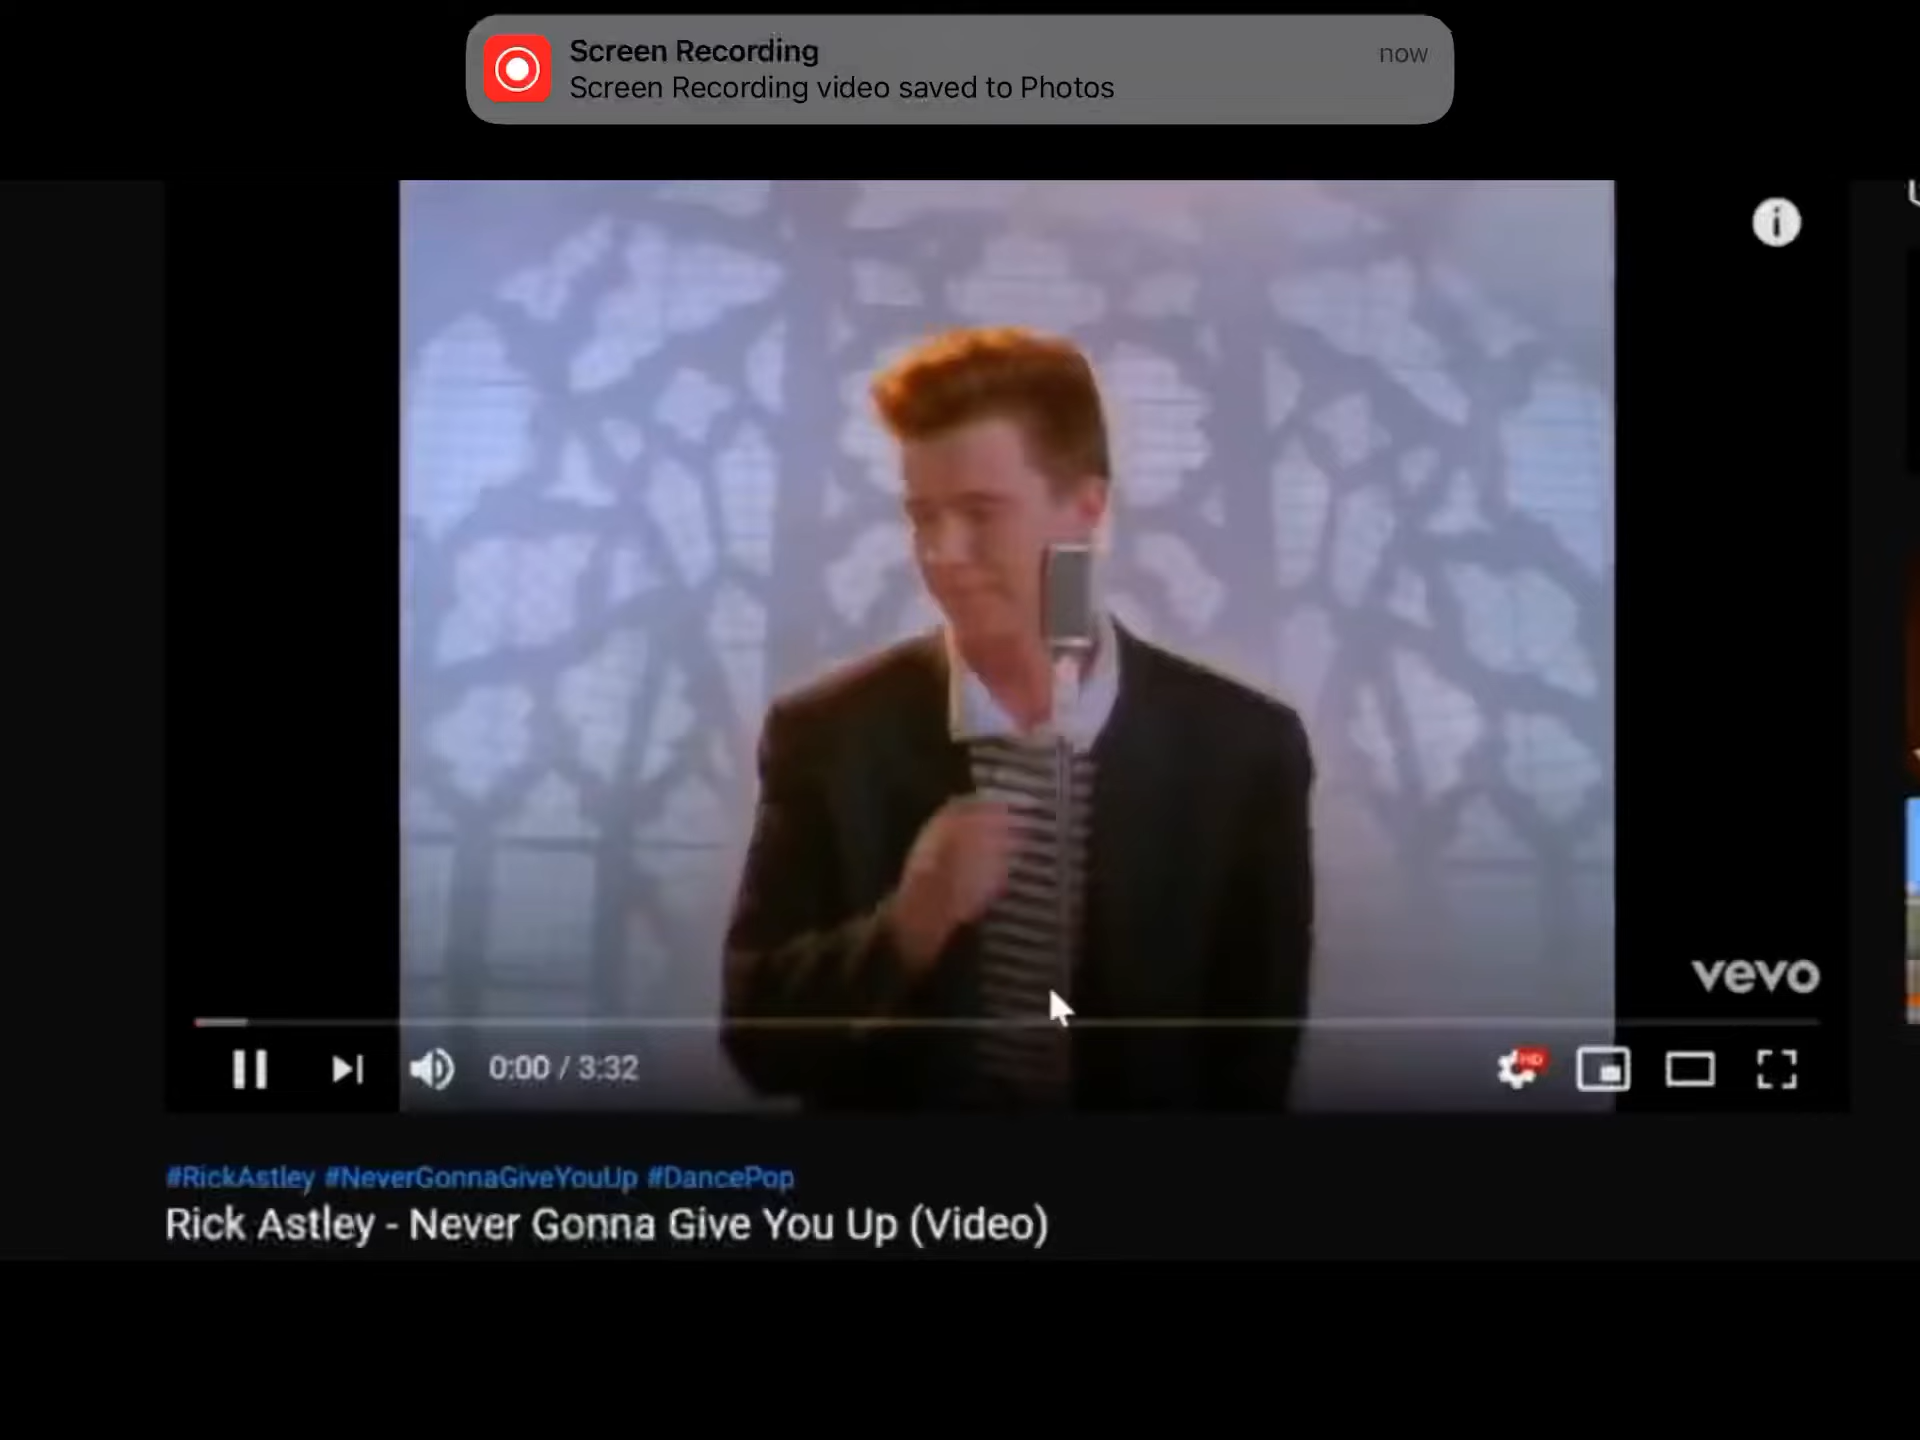 Screen Recording
now
Screen Recording video saved to Photos
i
vevo
0:00 / 3:32
HD
#RickAstley #NeverGonnaGiveYouUp #DancePop
Rick Astley - Never Gonna Give You Up (Video)